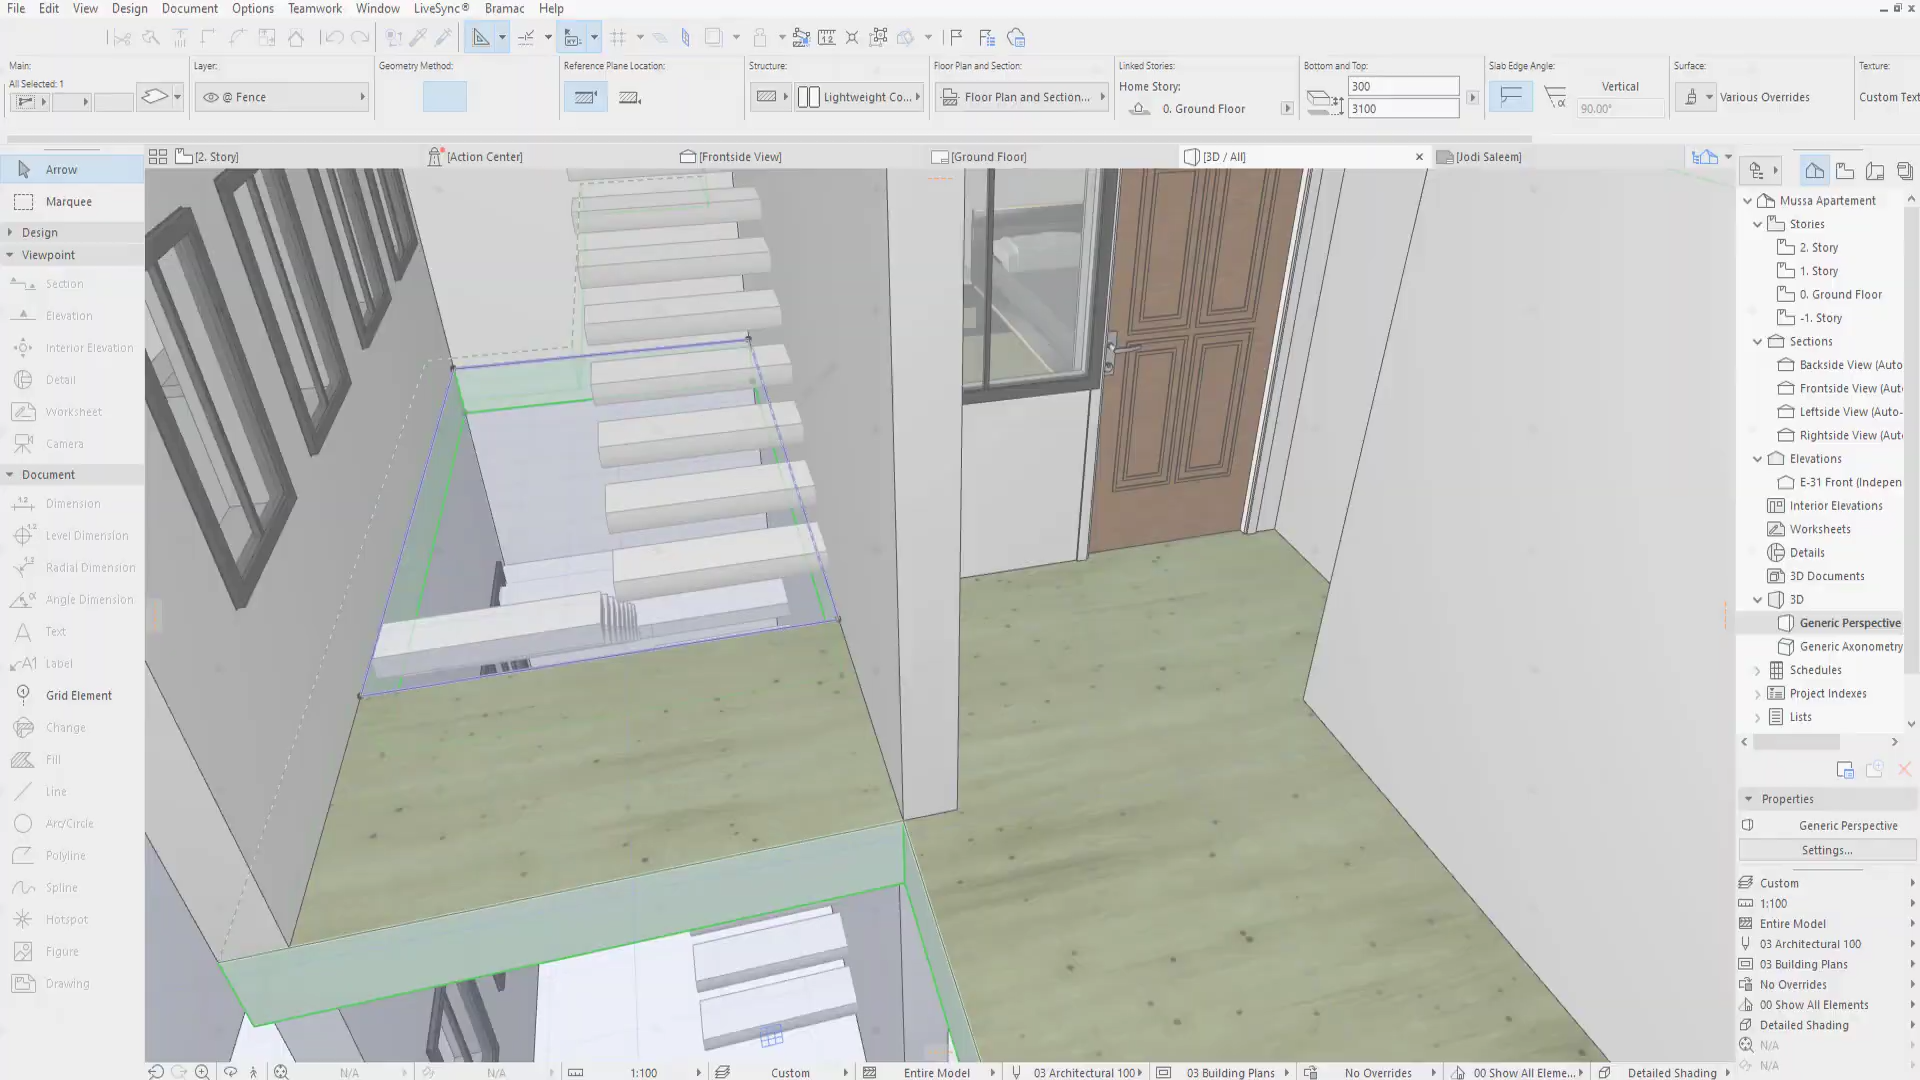 File Edit View Design Document Options Teamwork Window LiveSync® Bramac Help
Main: Layer: Geometry Method: Reference Plane Location: Structure: Floor Plan and Section: Linked Stories: Bottom and Top: Slab Edge Angle: Surface: Texture:
All Selected: 1 @ Fence Lightweight Co... Floor Plan and Section... Home Story: 300 Vertical Various Overrides Custom Text
0. Ground Floor 3100 90.00°
[2. Story] [Action Center] [Frontside View] [Ground Floor] [3D / All] [Jodi Saleem]
Arrow
Marquee
Design
Viewpoint
Section
Elevation
Interior Elevation
Detail
Worksheet
Camera
Document
Dimension
Level Dimension
Radial Dimension
Angle Dimension
Text
Label
Grid Element
Change
Fill
Line
Arc/Circle
Polyline
Spline
Hotspot
Figure
Drawing
Mussa Apartement
Stories
2. Story
1. Story
0. Ground Floor
-1. Story
Sections
Backside View (Auto
Frontside View (Aut
Leftside View (Auto-
Rightside View (Aut
Elevations
E-31 Front (Indepen
Interior Elevations
Worksheets
Details
3D Documents
3D
Generic Perspective
Generic Axonometry
Schedules
Project Indexes
Lists
Properties
Generic Perspective
Settings...
Custom
1:100
Entire Model
03 Architectural 100
03 Building Plans
No Overrides
00 Show All Elements
Detailed Shading
N/A
N/A
N/A N/A 1:100 Custom Entire Model 03 Architectural 100 03 Building Plans No Overrides 00 Show All Eleme... Detailed Shading